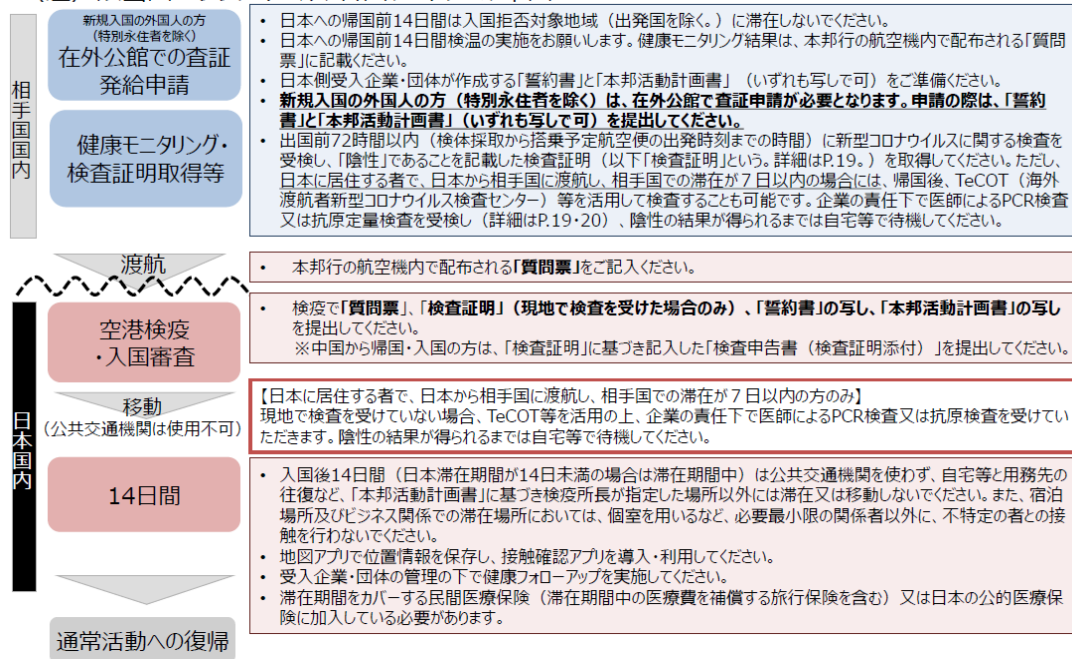 新規入国の外国人の方
(特別永住者を除く)
在外公館での査証
発給申請
健康モニタリング・
検査証明取得等
相手国国内
・ 日本への帰国前14日間は入国拒否対象地域（出発国を除く。）に滞在しないでください。
・ 日本への帰国前14日間検温の実施をお願いします。健康モニタリング結果は、本邦行の航空機内で配布される「質問
票」に記載ください。
・ 日本側受入企業・団体が作成する「誓約書」と「本邦活動計画書」（いずれも写しで可）をご準備ください。
・ 新規入国の外国人の方（特別永住者を除く）は、在外公館で査証申請が必要となります。申請の際は、「誓約
書」と「本邦活動計画書」（いずれも写しで可）を提出してください。
・ 出国前72時間以内（検体採取から搭乗予定航空便の出発時刻までの時間）に新型コロナウイルスに関する検査を
受検し、「陰性」であることを記載した検査証明（以下「検査証明」という。詳細はP.19。）を取得してください。ただし、
日本に居住する者で、日本から相手国に渡航し、相手国での滞在が７日以内の場合には、帰国後、TeCOT（海外
渡航者新型コロナウイルス検査センター）等を活用して検査することも可能です。企業の責任下で医師によるPCR検査
又は抗原定量検査を受検し（詳細はP.19・20）、陰性の結果が得られるまでは自宅等で待機してください。
渡航
・ 本邦行の航空機内で配布される「質問票」をご記入ください。
日本国内
空港検疫
・入国審査
・ 検疫で「質問票」、「検査証明」（現地で検査を受けた場合のみ）、「誓約書」の写し、「本邦活動計画書」の写し
を提出してください。
※中国から帰国・入国の方は、「検査証明」に基づき記入した「検査申告書（検査証明添付）」を提出してください。
移動
(公共交通機関は使用不可)
【日本に居住する者で、日本から相手国に渡航し、相手国での滞在が７日以内の方のみ】
現地で検査を受けていない場合、TeCOT等を活用の上、企業の責任下で医師によるPCR検査又は抗原検査を受けてい
ただきます。陰性の結果が得られるまでは自宅等で待機してください。
14日間
・ 入国後14日間（日本滞在期間が14日未満の場合は滞在期間中）は公共交通機関を使わず、自宅等と用務先の
往復など、「本邦活動計画書」に基づき検疫所長が指定した場所以外には滞在又は移動しないでください。また、宿泊
場所及びビジネス関係での滞在場所においては、個室を用いるなど、必要最小限の関係者以外に、不特定の者との接
触を行わないでください。
・ 地図アプリで位置情報を保存し、接触確認アプリを導入・利用してください。
・ 受入企業・団体の管理の下で健康フォローアップを実施してください。
・ 滞在期間をカバーする民間医療保険（滞在期間中の医療費を補償する旅行保険を含む）又は日本の公的医療保
険に加入している必要があります。
通常活動への復帰